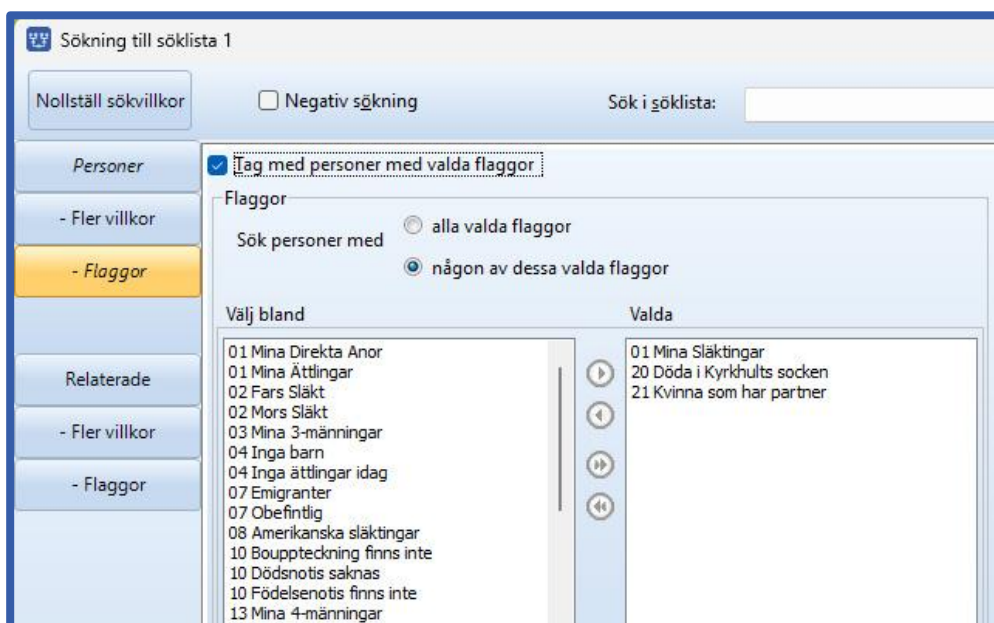 Sökning till söklista 1
Nollställ sökvillkor
Negativ sökning
Sök i söklista:
Personer
- Fler villkor
- Flaggor
Relaterade
- Fler villkor
- Flaggor
Tag med personer med valda flaggor
Flaggor
Sök personer med
alla valda flaggor
någon av dessa valda flaggor
Välj bland
01 Mina Direkta Anor
01 Mina Ättlingar
02 Fars Släkt
02 Mors Släkt
03 Mina 3-männingar
04 Inga barn
04 Inga ättlingar idag
07 Emigranter
07 Obefintlig
08 Amerikanska släktingar
10 Bouppteckning finns inte
10 Dödsnotis saknas
10 Födelsenotis finns inte
13 Mina 4-männingar
Valda
01 Mina Släktingar
20 Döda i Kyrkhults socken
21 Kvinna som har partner